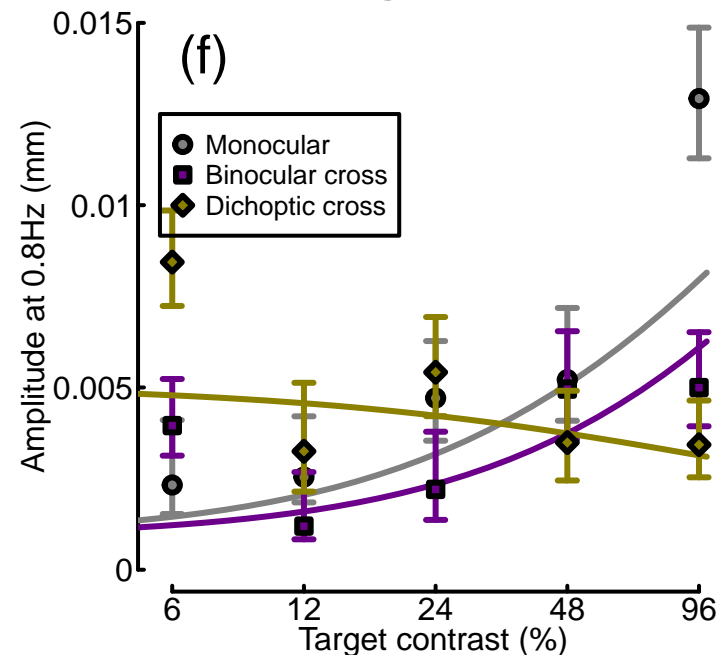 0.015
(f)
Monocular
Binocular cross
Dichoptic cross
0.01
0.005
0
Amplitude at 0.8Hz (mm)
6 12 24 48 96
Target contrast (%)